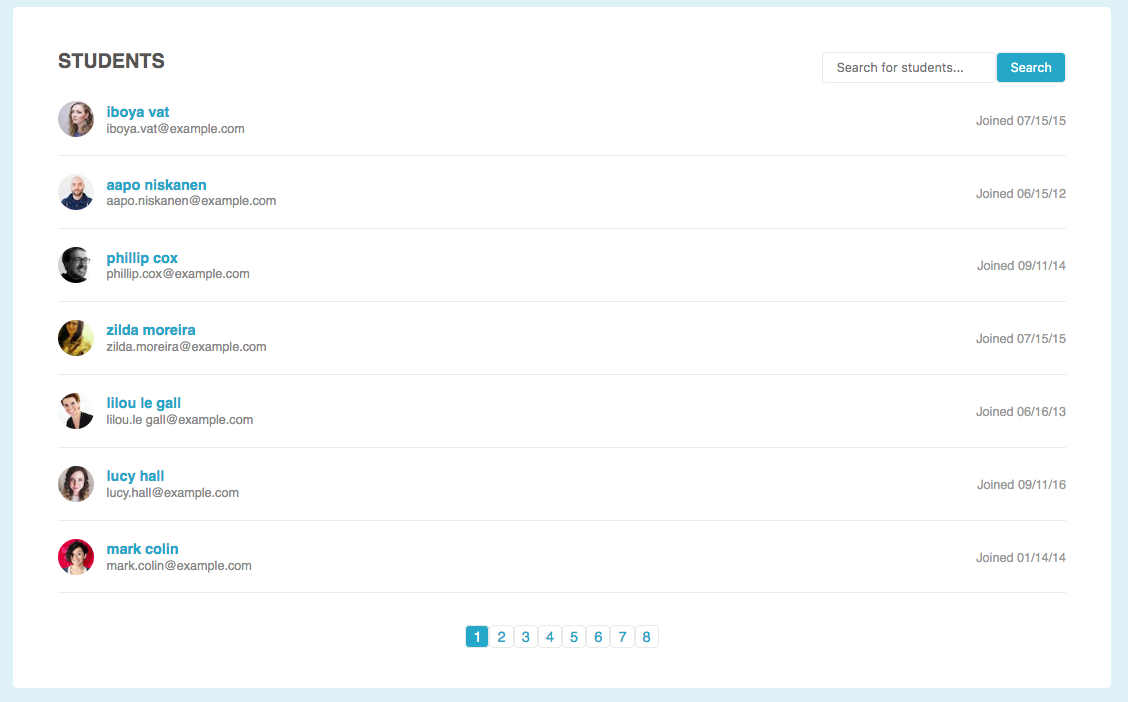 STUDENTS
Search for students... Search
iboya vat
iboya.vat@example.com
Joined 07/15/15
aapo niskanen
aapo.niskanen@example.com
Joined 06/15/12
phillip cox
phillip.cox@example.com
Joined 09/11/14
zilda moreira
zilda.moreira@example.com
Joined 07/15/15
lilou le gall
lilou.le gall@example.com
Joined 06/16/13
lucy hall
lucy.hall@example.com
Joined 09/11/16
mark colin
mark.colin@example.com
Joined 01/14/14
1 2 3 4 5 6 7 8